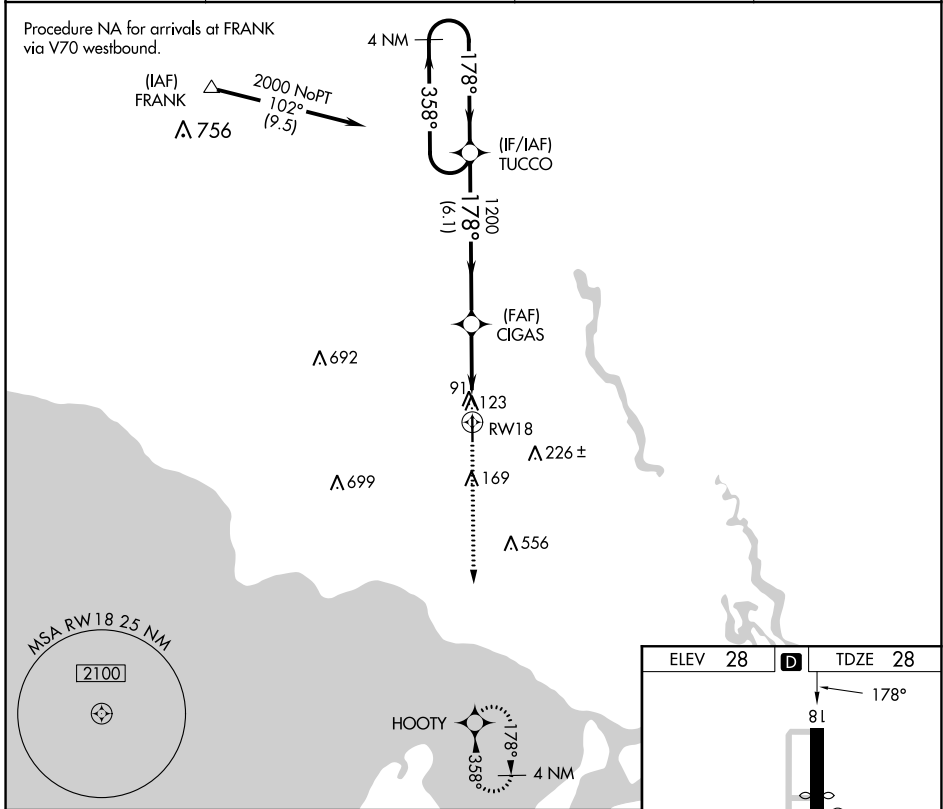 Procedure NA for arrivals at FRANK
via V70 westbound.
4 NM
178°
358°
(IAF)
FRANK
2000 NoPT
102°
(9.5)
756
(IF/IAF)
TUCCO
1200
178°
(6.1)
(FAF)
CIGAS
692
91
123
RW18
226 ±
699
169
556
MSA RW18 25 NM
2100
HOOTY
178°
358°
4 NM
ELEV 28
D
TDZE 28
178°
18